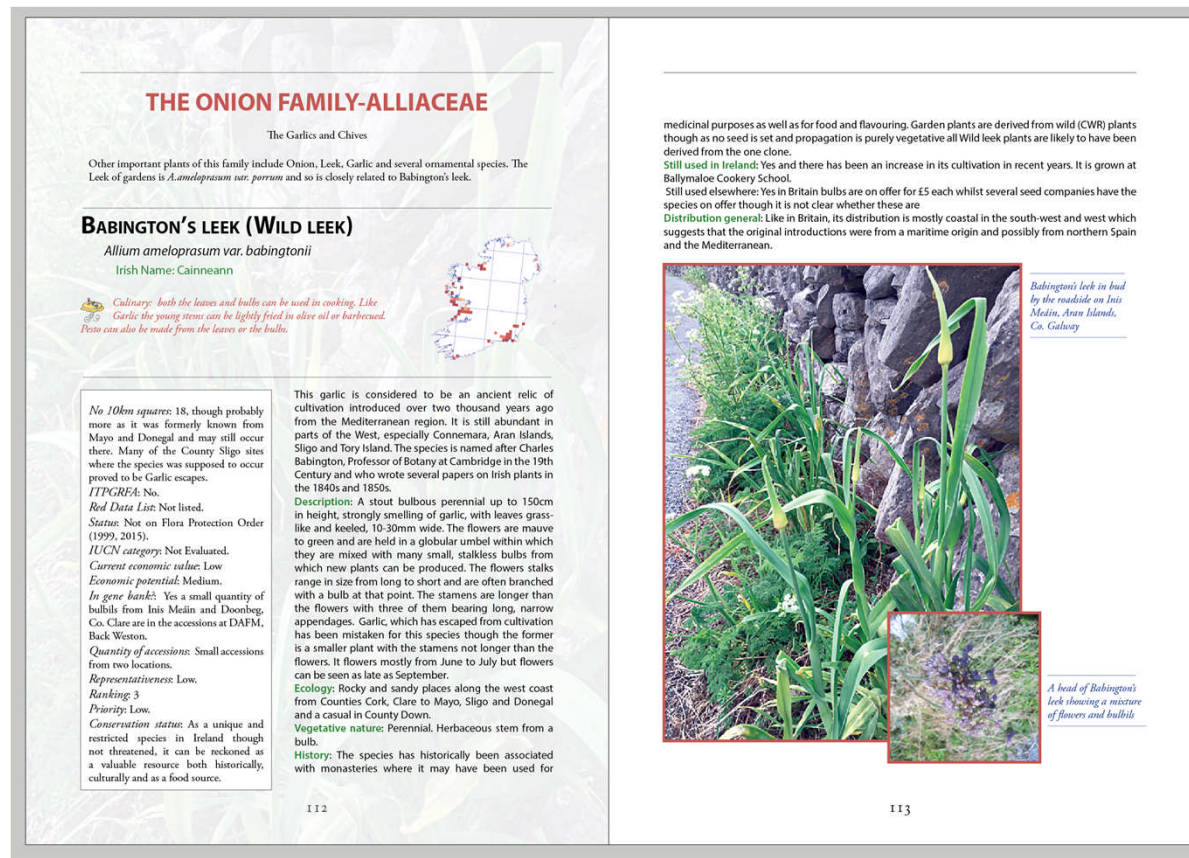 THE ONION FAMILY-ALLIACEAE
The Garlics and Chives
Other important plants of this family include Onion, Leek, Garlic and several ornamental species. The
Leek of gardens is A.ameloprasum var. porrum and so is closely related to Babington's leek.
BABINGTON'S LEEK (WILD LEEK)
Allium ameloprasum var. babingtonii
Irish Name: Cainneann
Culinary: both the leaves and bulbs can be used in cooking. Like
Garlic the young stems can be lightly fried in olive oil or barbecued.
Pesto can also be made from the leaves or the bulbs.
No 10km squares: 18, though probably
more as it was formerly known from
Mayo and Donegal and may still occur
there. Many of the County Sligo sites
where the species was supposed to occur
proved to be Garlic escapes.
ITPGRFA: No.
Red Data List: Not listed.
Status: Not on Flora Protection Order
(1999, 2015).
IUCN category: Not Evaluated.
Current economic value: Low
Economic potential: Medium.
In gene bank?: Yes a small quantity of
bulbils from Inis Meáin and Doonbeg,
Co. Clare are in the accessions at DAFM,
Back Weston.
Quantity of accessions: Small accessions
from two locations.
Representativeness: Low.
Ranking: 3
Priority: Low.
Conservation status: As a unique and
restricted species in Ireland though
not threatened, it can be reckoned as
a valuable resource both historically,
culturally and as a food source.
This garlic is considered to be an ancient relic of
cultivation introduced over two thousand years ago
from the Mediterranean region. It is still abundant in
parts of the West, especially Connemara, Aran Islands,
Sligo and Tory Island. The species is named after Charles
Babington, Professor of Botany at Cambridge in the 19th
Century and who wrote several papers on Irish plants in
the 1840s and 1850s.
Description: A stout bulbous perennial up to 150cm
in height, strongly smelling of garlic, with leaves grass-
like and keeled, 10-30mm wide. The flowers are mauve
to green and are held in a globular umbel within which
they are mixed with many small, stalkless bulbs from
which new plants can be produced. The flowers stalks
range in size from long to short and are often branched
with a bulb at that point. The stamens are longer than
the flowers with three of them bearing long, narrow
appendages. Garlic, which has escaped from cultivation
has been mistaken for this species though the former
is a smaller plant with the stamens not longer than the
flowers. It flowers mostly from June to July but flowers
can be seen as late as September.
Ecology: Rocky and sandy places along the west coast
from Counties Cork, Clare to Mayo, Sligo and Donegal
and a casual in County Down.
Vegetative nature: Perennial. Herbaceous stem from a
bulb.
History: The species has historically been associated
with monasteries where it may have been used for
112
medicinal purposes as well as for food and flavouring. Garden plants are derived from wild (CWR) plants
though as no seed is set and propagation is purely vegetative all Wild leek plants are likely to have been
derived from the one clone.
Still used in Ireland: Yes and there has been an increase in its cultivation in recent years. It is grown at
Ballymaloe Cookery School.
Still used elsewhere: Yes in Britain bulbs are on offer for £5 each whilst several seed companies have the
species on offer though it is not clear whether these are
Distribution general: Like in Britain, its distribution is mostly coastal in the south-west and west which
suggests that the original introductions were from a maritime origin and possibly from northern Spain
and the Mediterranean.
Babington's leek in bud
by the roadside on Inis
Meáin, Aran Islands,
Co. Galway
A head of Babington's
leek showing a mixture
of flowers and bulbils
113